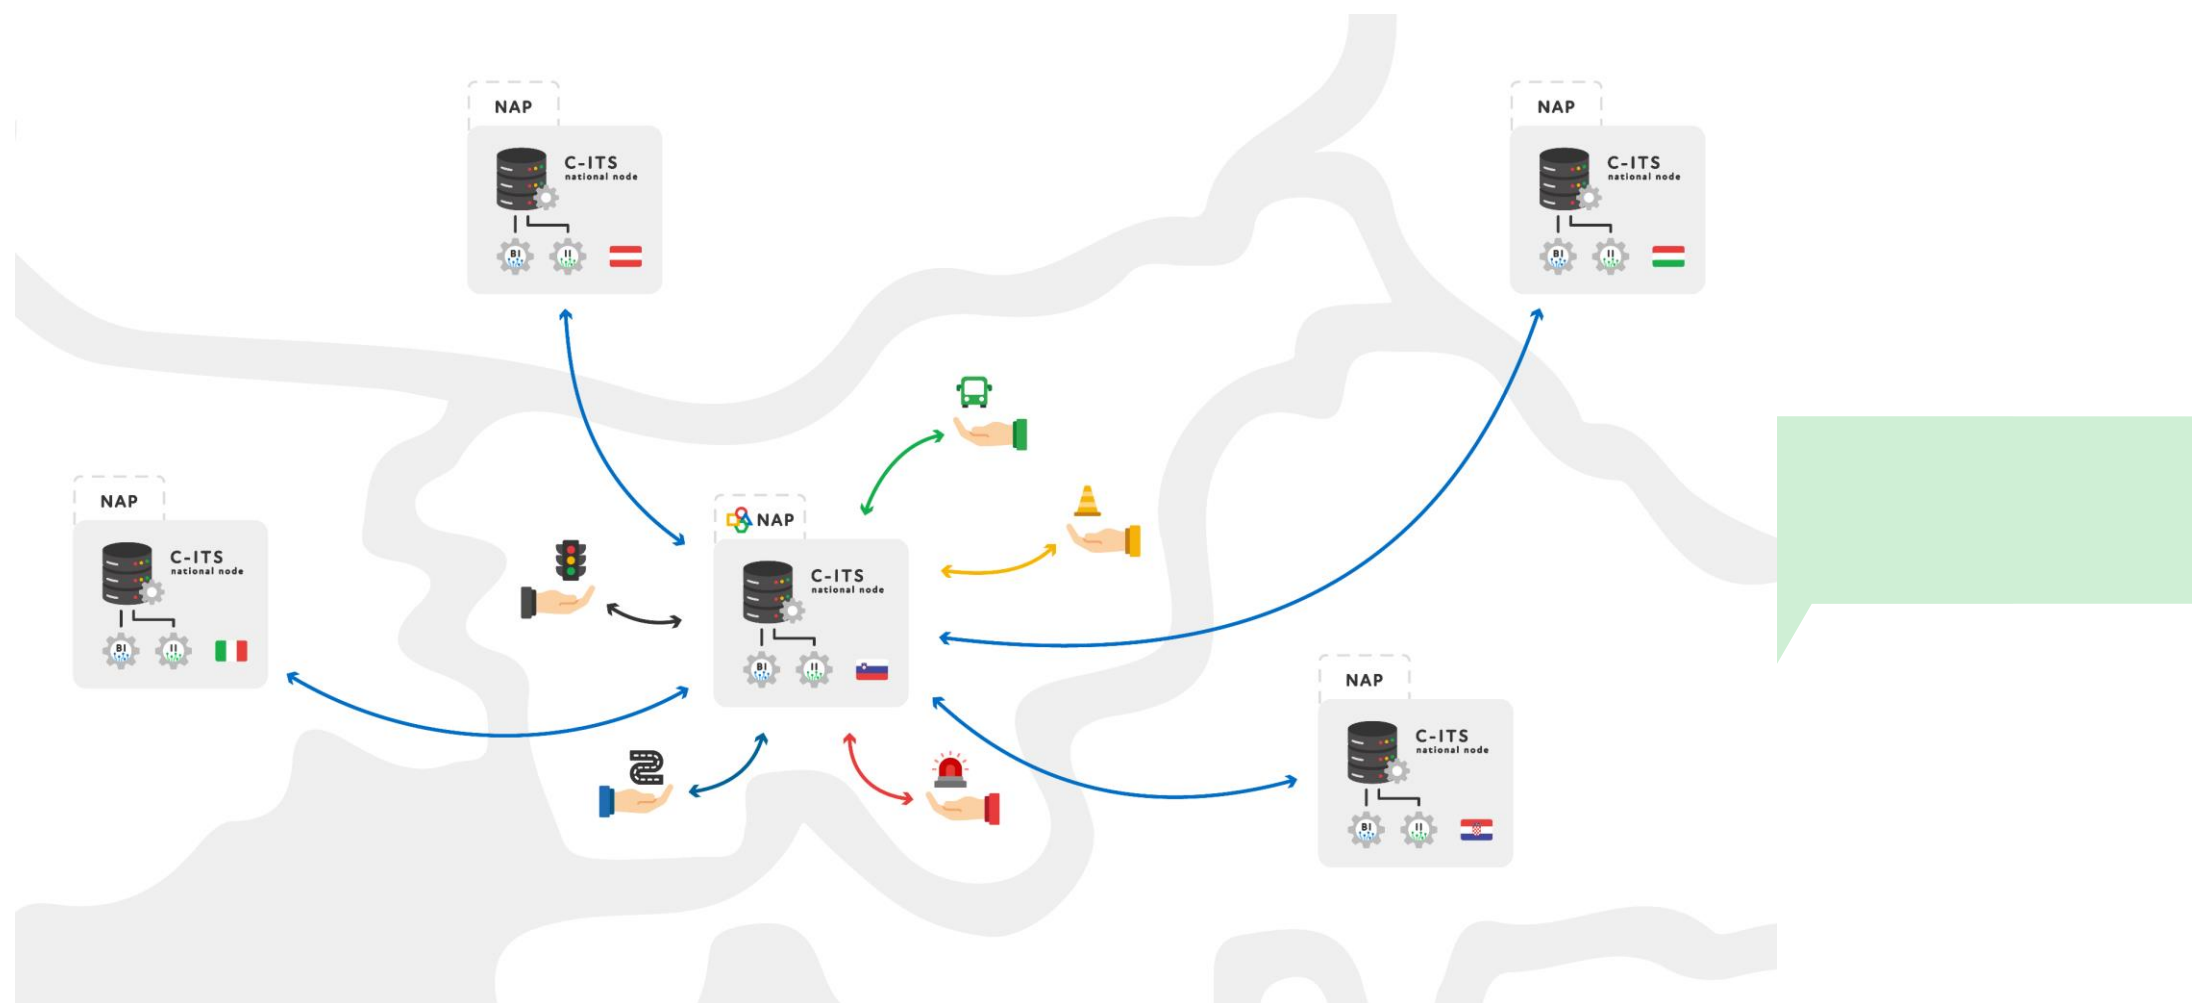 NAP
C-ITS
national node
BI
II
NAP
C-ITS
national node
BI
II
NAP
C-ITS
national node
BI
II
NAP
C-ITS
national node
BI
II
NAP
C-ITS
national node
BI
II